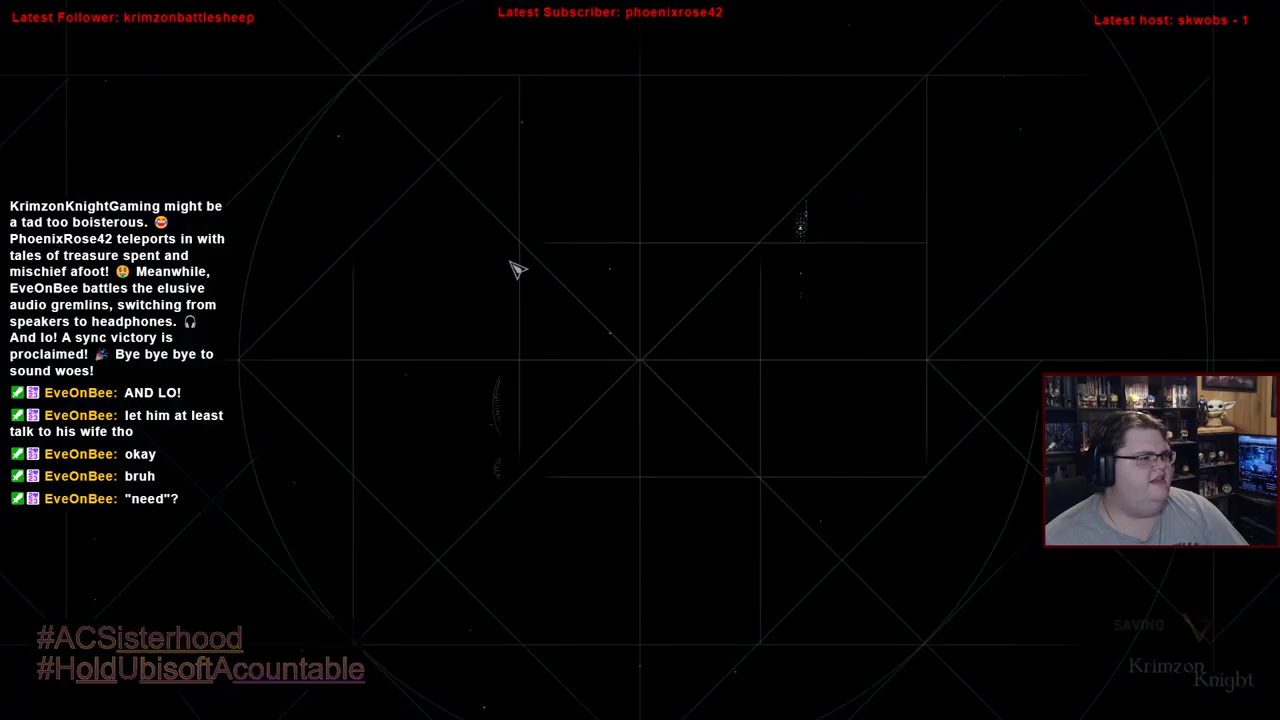 Latest Follower: krimzonbattlesheep
Latest Subscriber: phoenixrose42
Latest host: skwobs - 1
KrimzonKnightGaming might be
a tad too boisterous. 😂
PhoenixRose42 teleports in with
tales of treasure spent and
mischief afoot! 🤑 Meanwhile,
EveOnBee battles the elusive
audio gremlins, switching from
speakers to headphones. 🎧
And lo! A sync victory is
proclaimed! 🎉 Bye bye bye to
sound woes!
EveOnBee: AND LO!
EveOnBee: let him at least
talk to his wife tho
EveOnBee: okay
EveOnBee: bruh
EveOnBee: "need"?
#ACSisterhood
#HoldUbisoftAcountable
SAVING
Krimzon
Knight